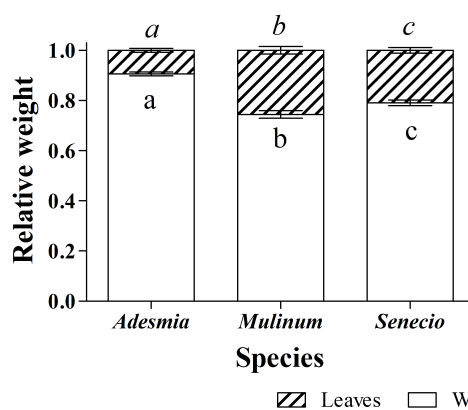 a b c
1.0
0.8
0.6
0.4
0.2
0.0
a b c
Relative weight
Adesmia Mulinum Senecio
Species
Leaves W